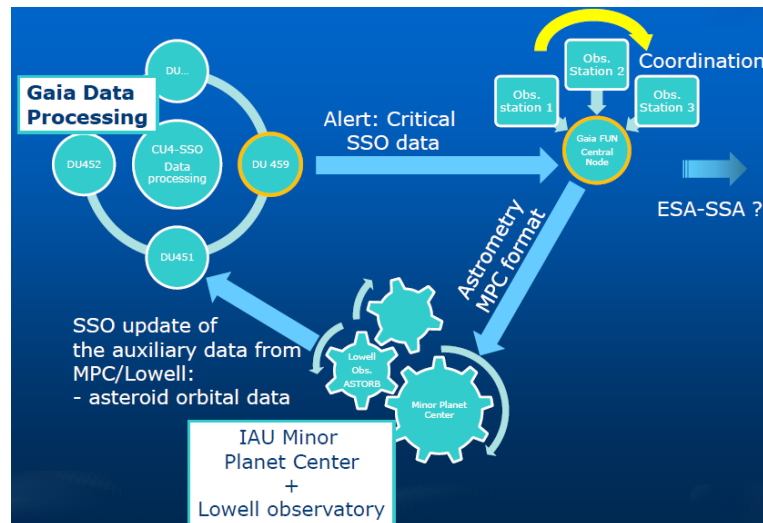 DU...
Gaia Data
Processing
CU4-SSO
Data
processing
DU452
DU 459
DU451
Alert: Critical
SSO data
Obs.
station 1
Obs.
Station 2
Obs.
Station 3
Coordination
Gaia FUN
Central
Node
ESA-SSA ?
Astrometry
MPC format
SSO update of
the auxiliary data from
MPC/Lowell:
- asteroid orbital data
Lowell
Obs.
ASTORB
Minor Planet
Center
IAU Minor
Planet Center
+
Lowell observatory